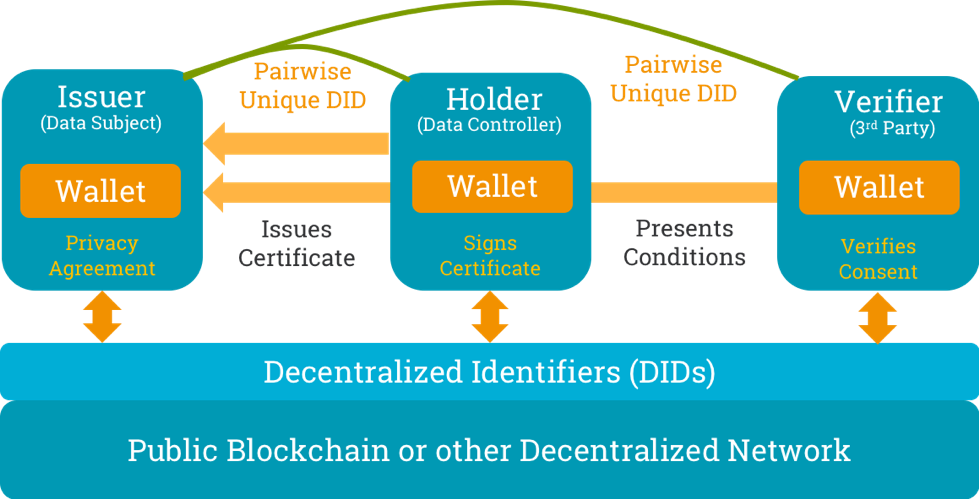 Issuer
(Data Subject)
Wallet
Privacy
Agreement
Pairwise
Unique DID
Issues
Certificate
Holder
(Data Controller)
Wallet
Signs
Certificate
Pairwise
Unique DID
Presents
Conditions
Verifier
(3rd Party)
Wallet
Verifies
Consent
Decentralized Identifiers (DIDs)
Public Blockchain or other Decentralized Network